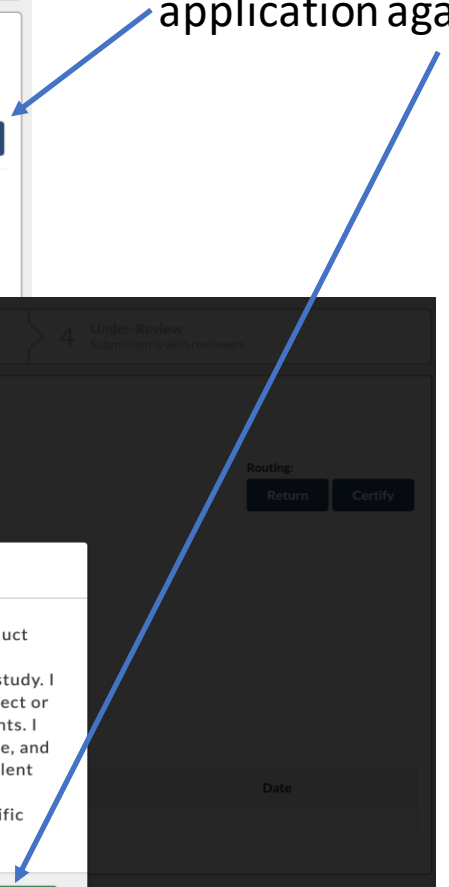 application aga
4 Under-Review
Submission is with reviewers
Routing:
Return Certify
uct
study. I
ect or
nts. I
e, and
lent
ific
Date